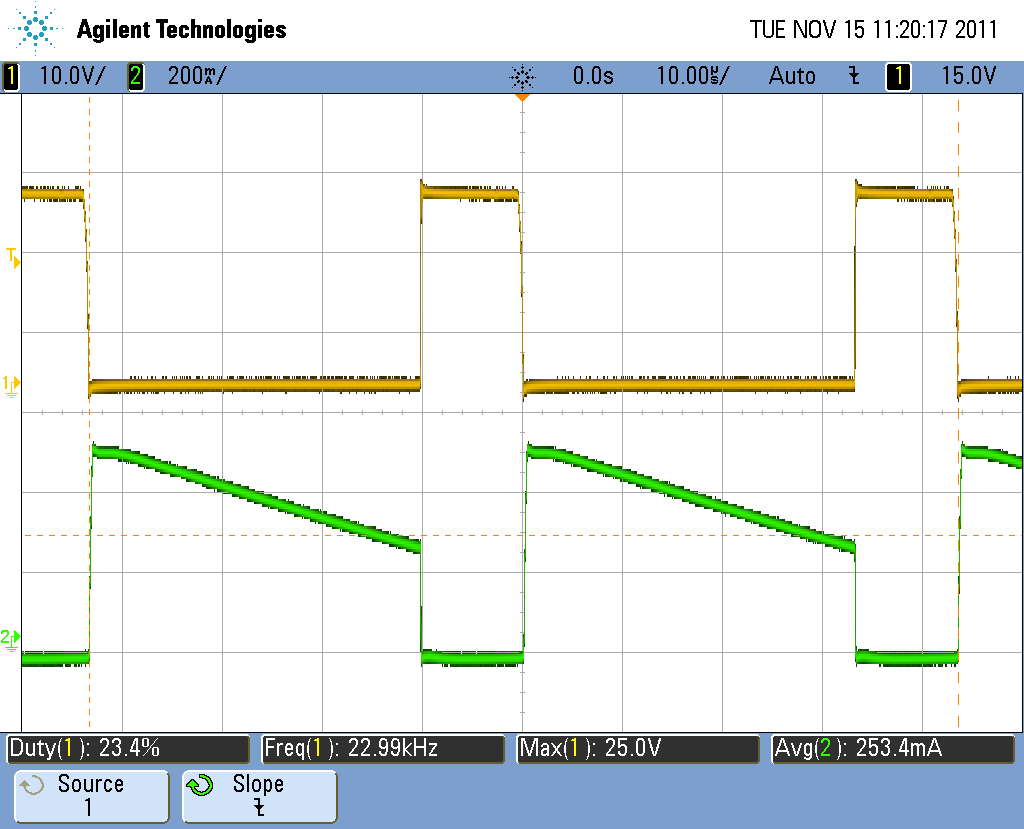 Agilent Technologies
TUE NOV 15 11:20:17 2011
1 10.0V/ 2 200mA/ 0.0s 10.00µs/ Auto 1 15.0V
T
1
2
Duty(1): 23.4% Freq(1): 22.99kHz Max(1): 25.0V Avg(2): 253.4mA
Source Slope
1